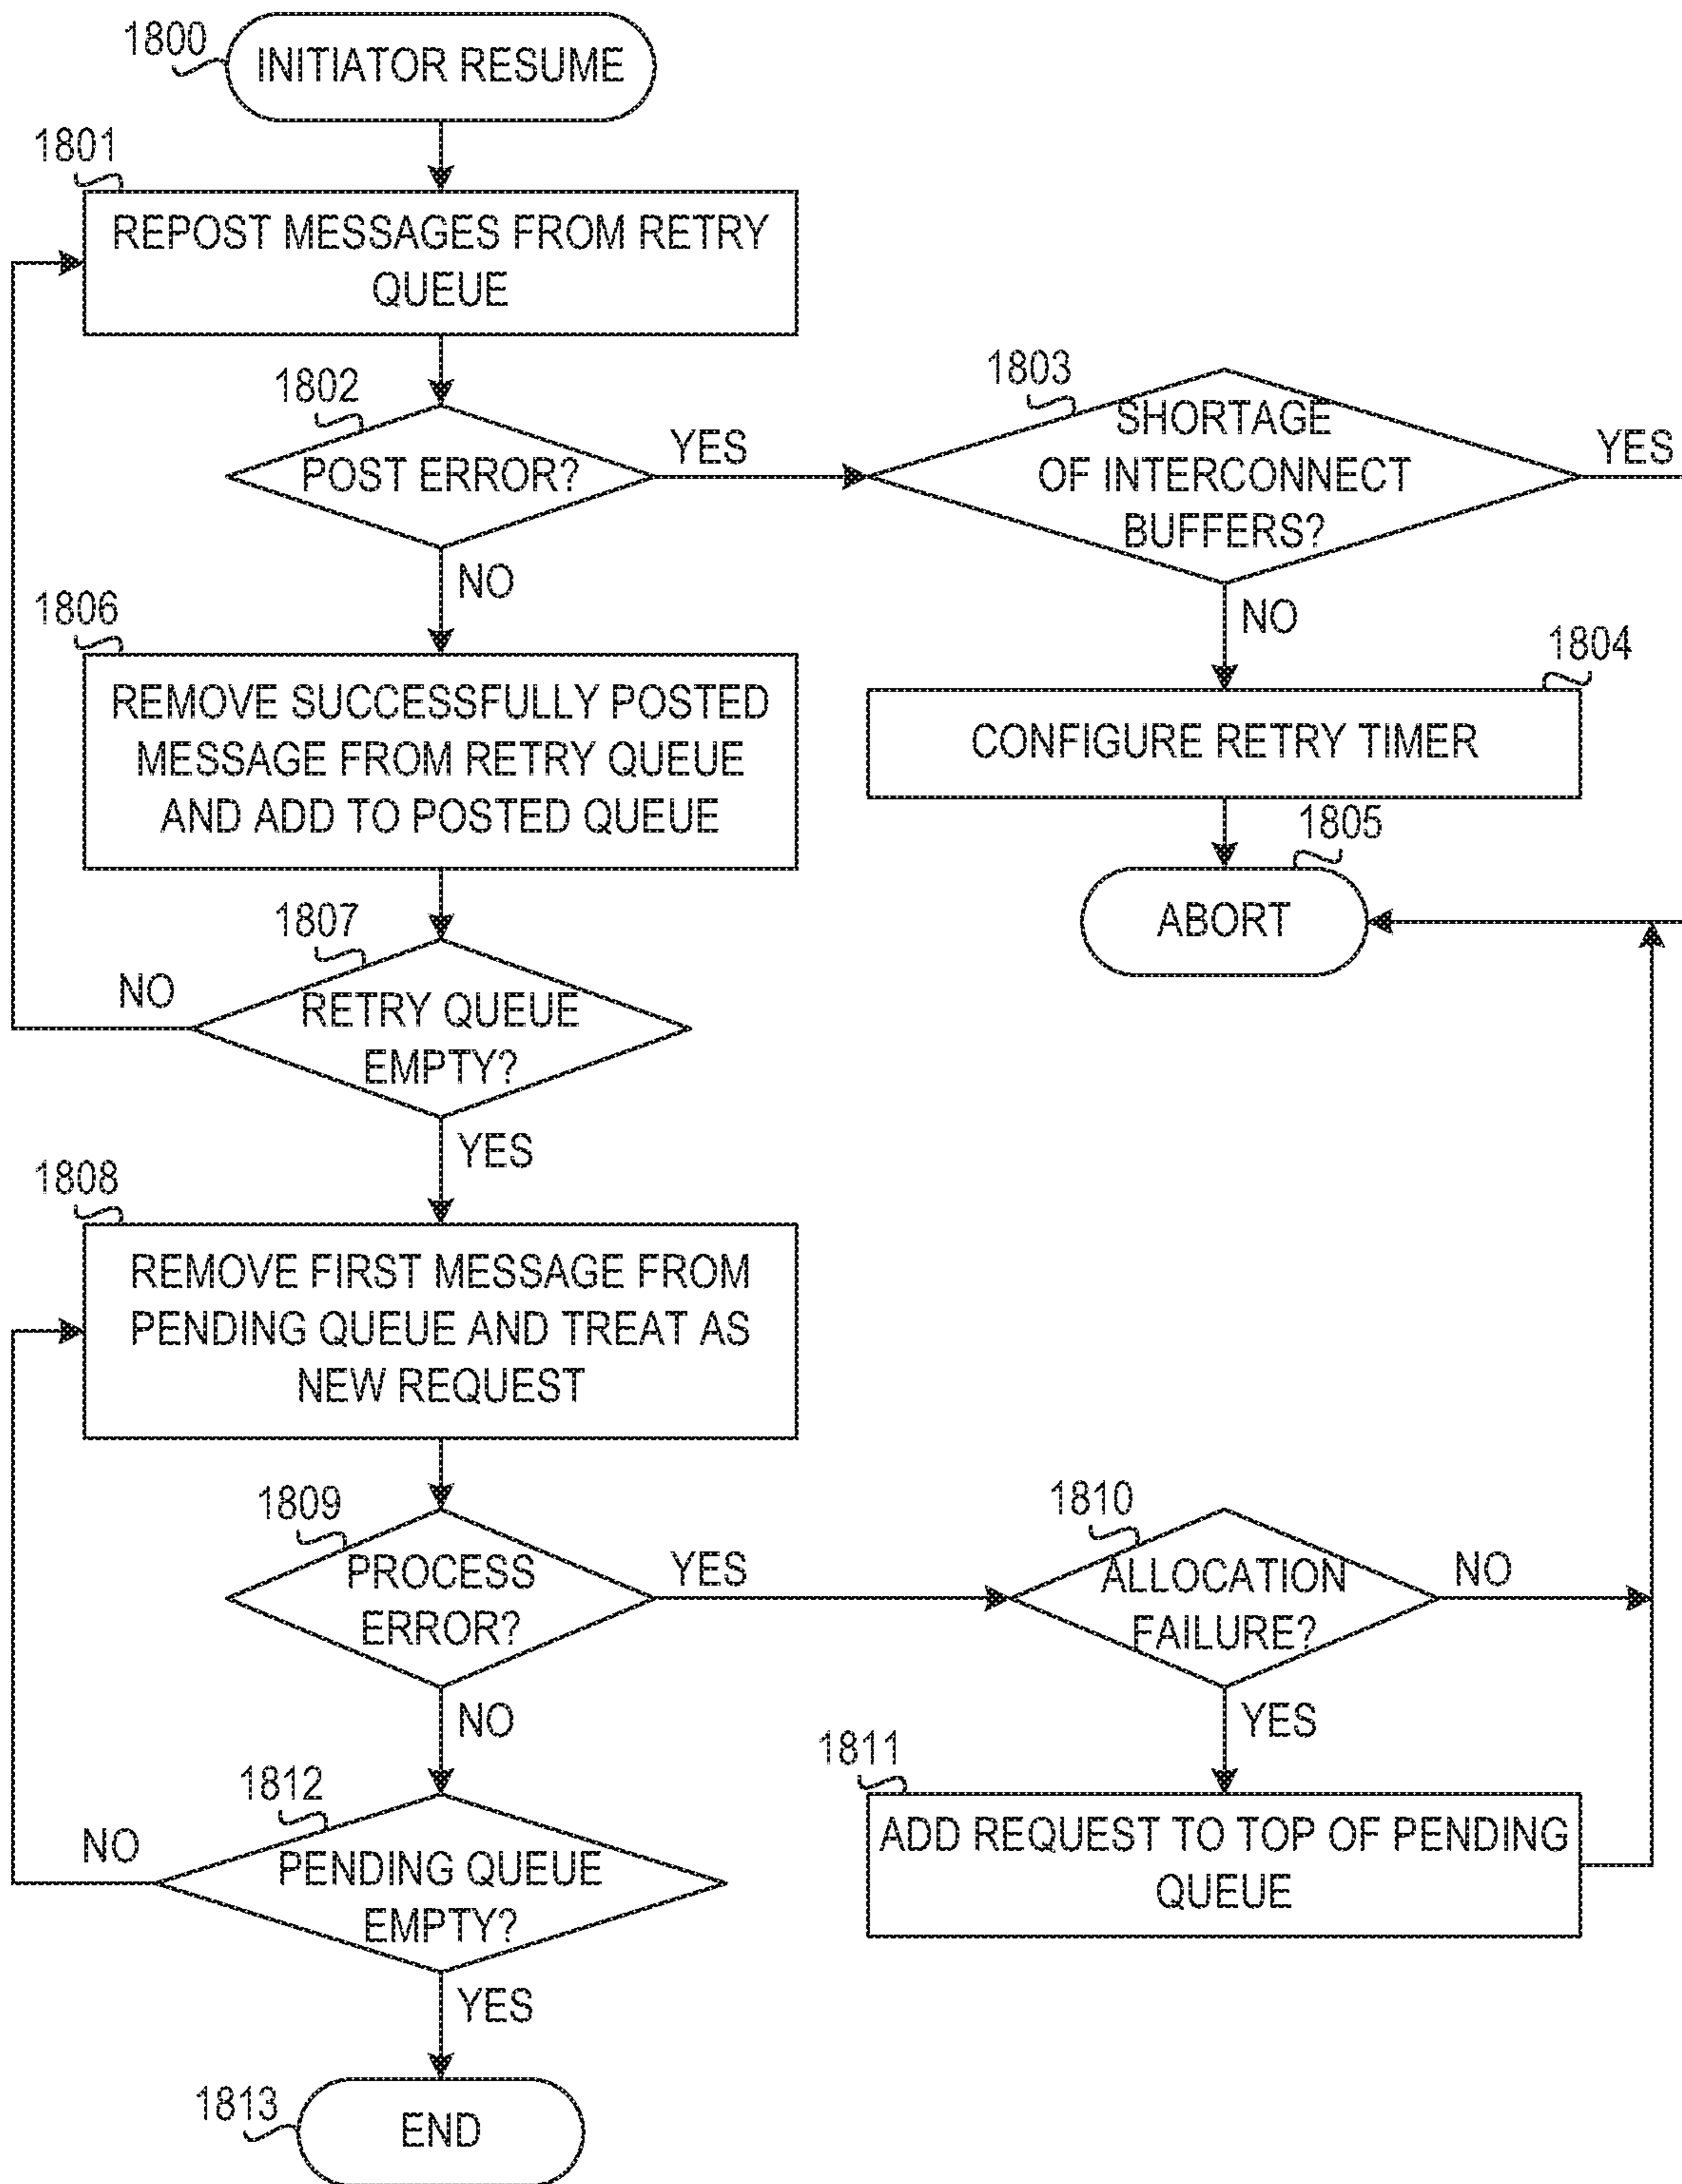 1800
INITIATOR RESUME
1801
REPOST MESSAGES FROM RETRY
QUEUE
1802
POST ERROR?
YES
NO
1803
SHORTAGE
OF INTERCONNECT
BUFFERS?
YES
NO
1804
CONFIGURE RETRY TIMER
1805
ABORT
1806
REMOVE SUCCESSFULLY POSTED
MESSAGE FROM RETRY QUEUE
AND ADD TO POSTED QUEUE
1807
RETRY QUEUE
EMPTY?
NO
YES
1808
REMOVE FIRST MESSAGE FROM
PENDING QUEUE AND TREAT AS
NEW REQUEST
1809
PROCESS
ERROR?
YES
NO
1810
ALLOCATION
FAILURE?
NO
YES
1811
ADD REQUEST TO TOP OF PENDING
QUEUE
1812
PENDING QUEUE
EMPTY?
NO
YES
1813
END